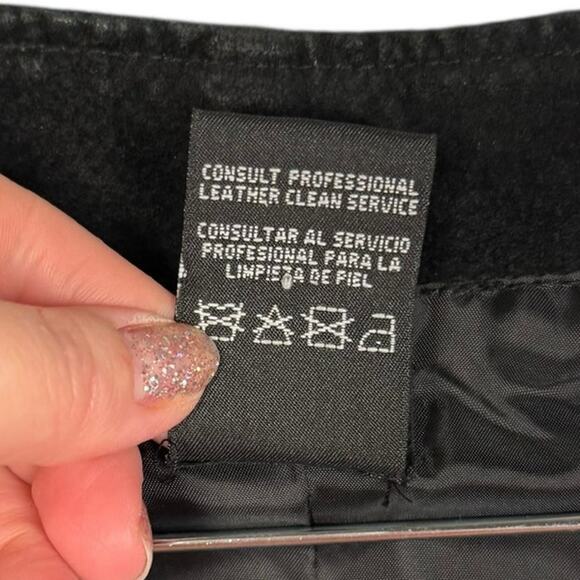 CONSULT PROFESSIONAL
LEATHER CLEAN SERVICE
CONSULTAR AL SERVICIO
PROFESIONAL PARA LA
LIMPIEZA DE PIEL